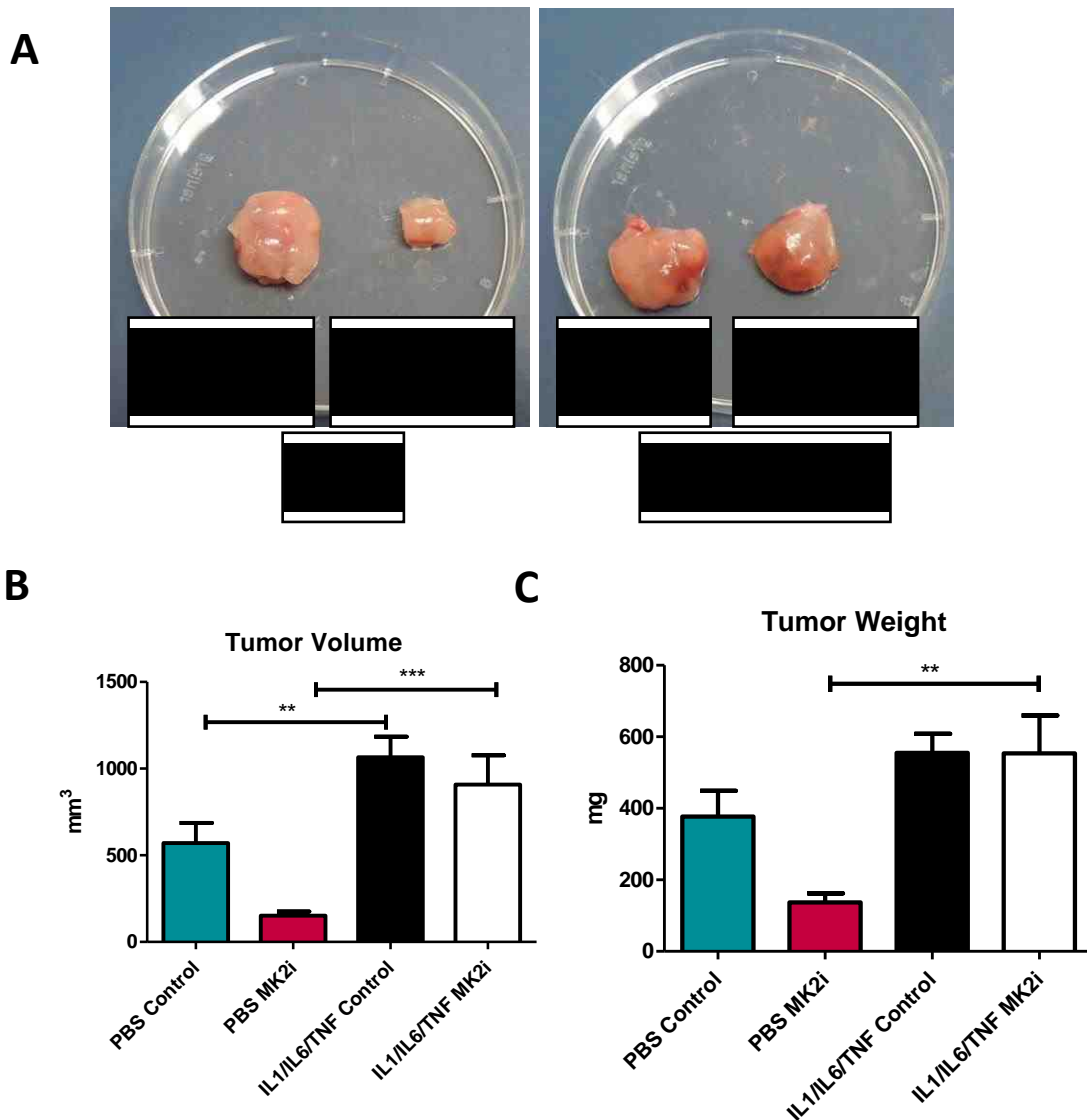 A
B
C
Tumor Volume
1500
1000
500
0
mm³
**
***
PBS Control
PBS MK2i
IL1/IL6/TNF Control
IL1/IL6/TNF MK2i
Tumor Weight
800
600
400
200
0
mg
**
PBS Control
PBS MK2i
IL1/IL6/TNF Control
IL1/IL6/TNF MK2i